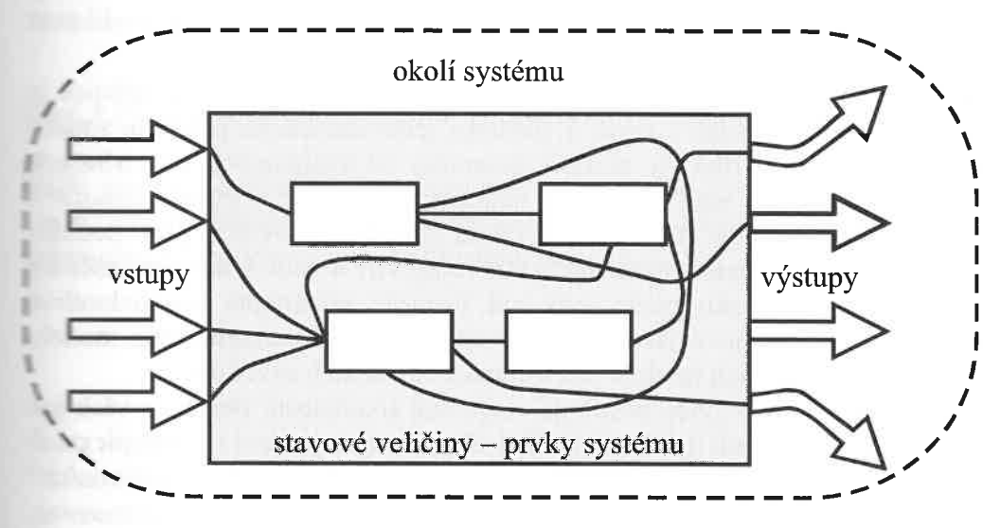 okolí systému
vstupy
výstupy
stavové veličiny – prvky systému